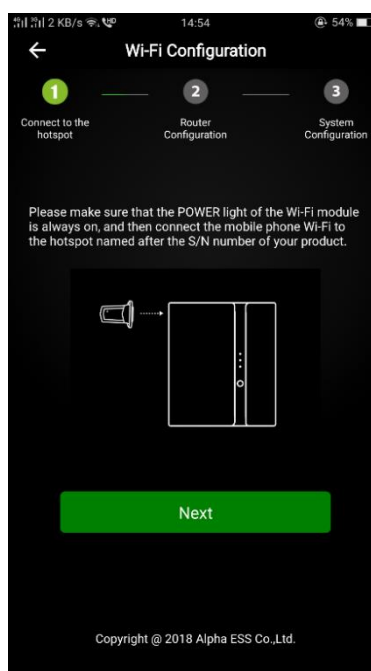 2 KB/s HD 14:54 54%
Wi-Fi Configuration
1 2 3
Connect to the hotspot
Router Configuration
System Configuration
Please make sure that the POWER light of the Wi-Fi module
is always on, and then connect the mobile phone Wi-Fi to
the hotspot named after the S/N number of your product.
Next
Copyright @ 2018 Alpha ESS Co.,Ltd.